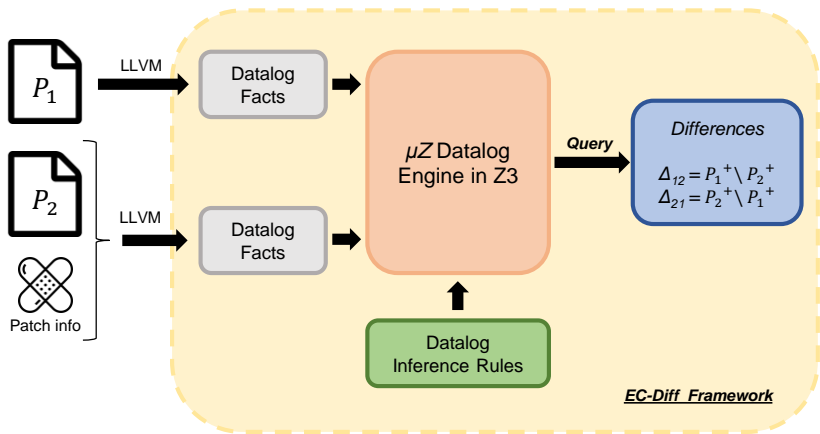 P₁
LLVM
Datalog
Facts
P₂
LLVM
Datalog
Facts
Patch info
μZ Datalog
Engine in Z3
Query
Differences
Δ₁₂ = P₁⁺ \ P₂⁺
Δ₂₁ = P₂⁺ \ P₁⁺
Datalog
Inference Rules
EC-Diff Framework